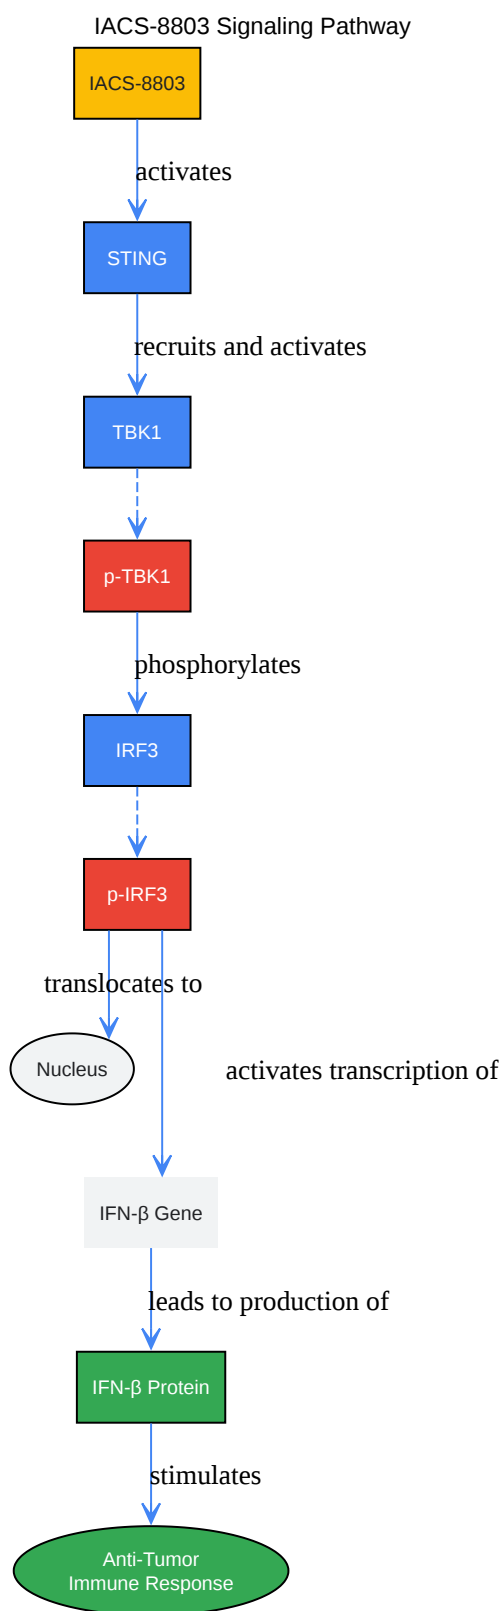 IACS-8803 Signaling Pathway
IACS-8803
activates
STING
recruits and activates
TBK1
p-TBK1
phosphorylates
IRF3
p-IRF3
translocates to
Nucleus
activates transcription of
IFN-β Gene
leads to production of
IFN-β Protein
stimulates
Anti-Tumor
Immune Response